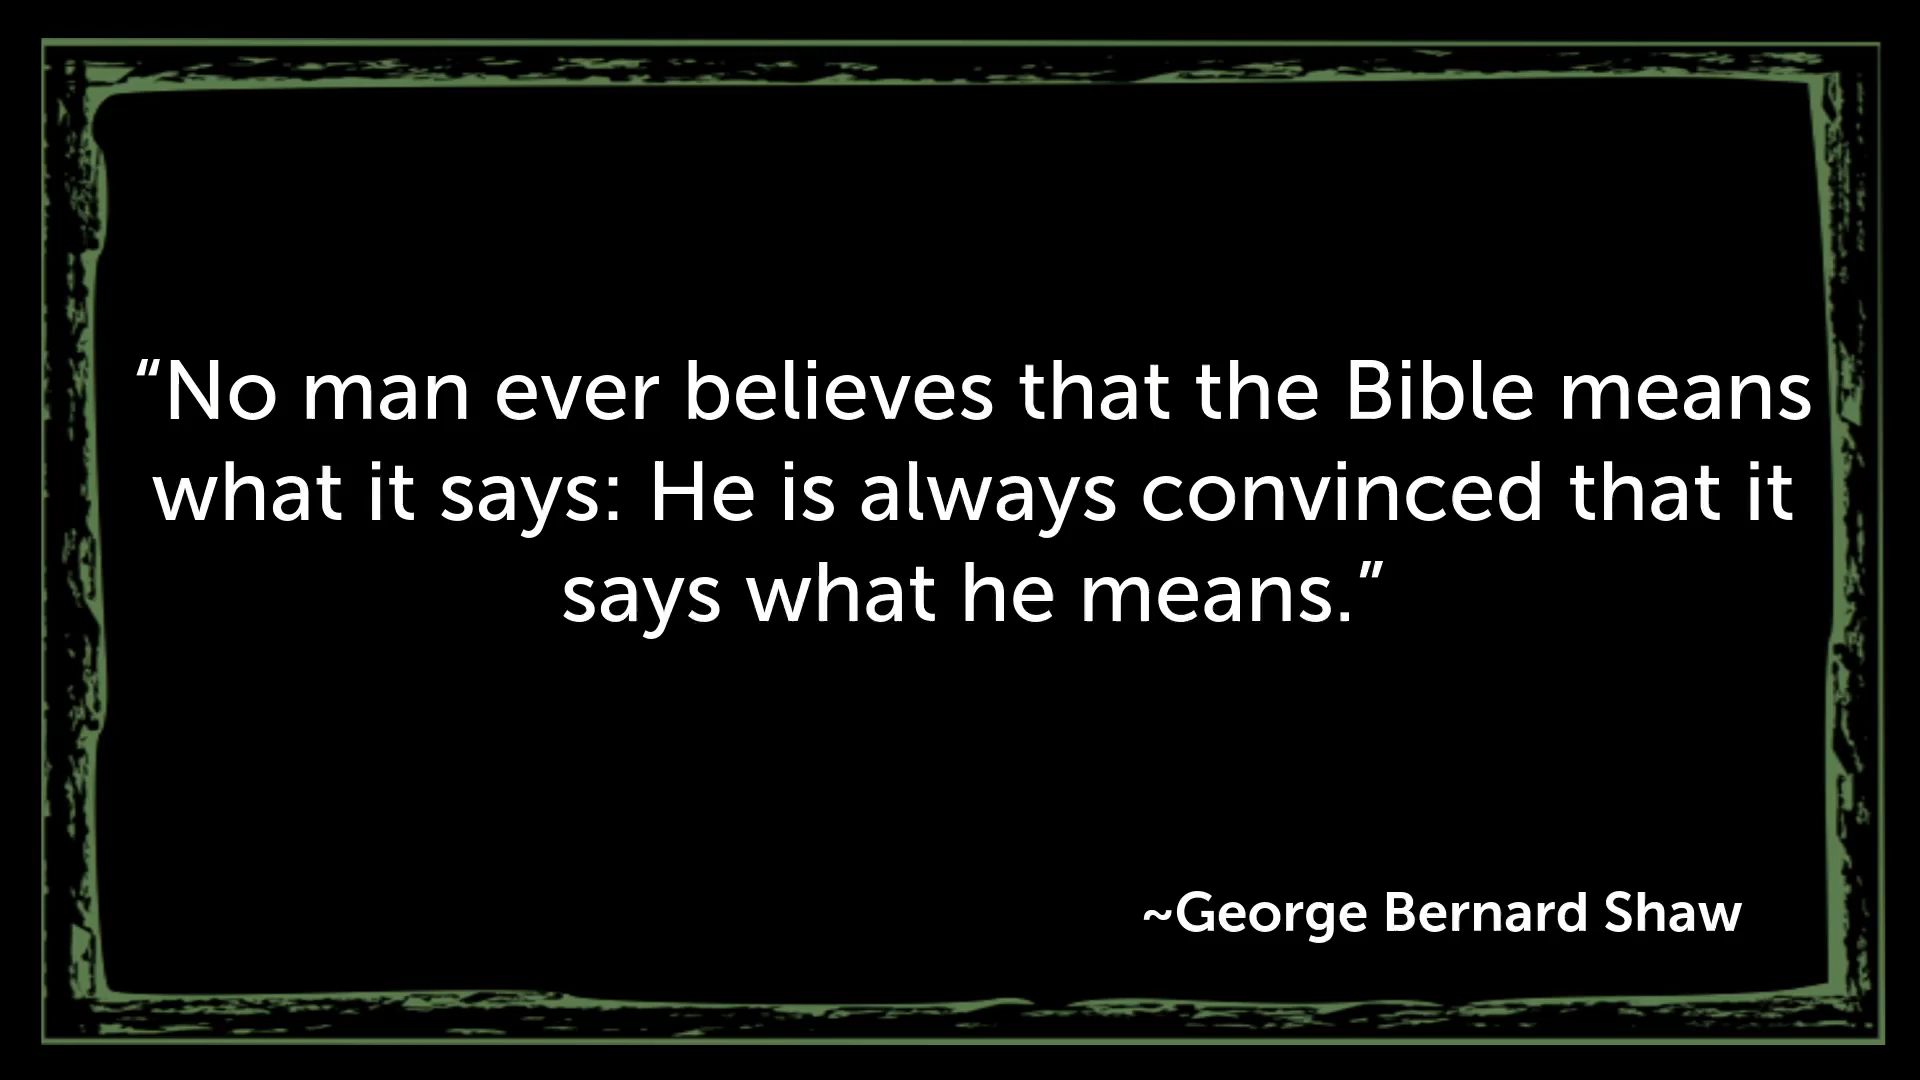 “No man ever believes that the Bible means
what it says: He is always convinced that it
says what he means.”
~George Bernard Shaw